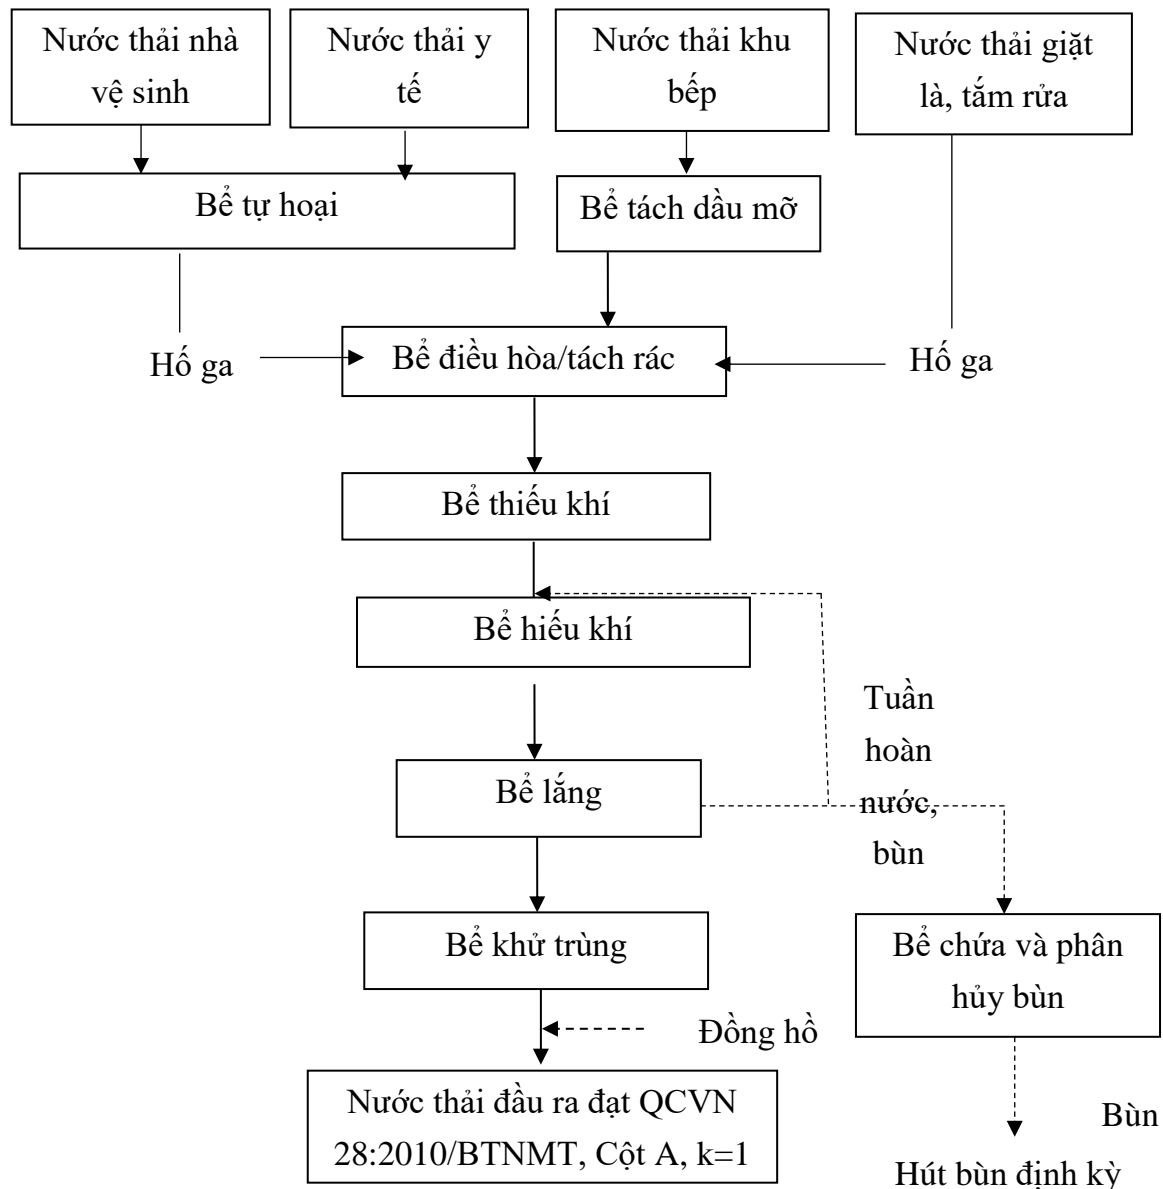 Nước thải nhà
vệ sinh
Nước thải y
tế
Nước thải khu
bếp
Nước thải giặt
là, tắm rửa
Bể tự hoại
Bể tách dầu mỡ
Hố ga
Bể điều hòa/tách rác
Hố ga
Bể thiếu khí
Bể hiếu khí
Tuần
hoàn
nước,
bùn
Bể lắng
Bể khử trùng
Bể chứa và phân
hủy bùn
Đồng hồ
Nước thải đầu ra đạt QCVN
28:2010/BTNMT, Cột A, k=1
Bùn
Hút bùn định kỳ